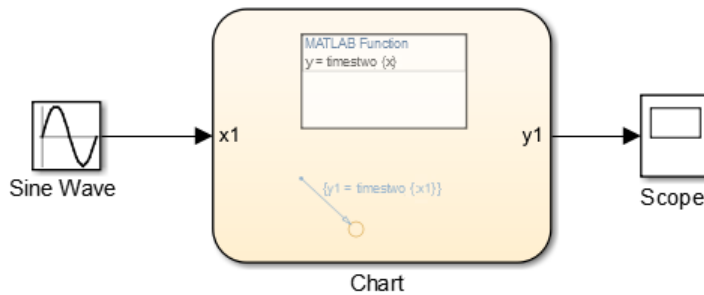 MATLAB Function
y = timestwo {x}
x1
y1
Sine Wave
{y1 = timestwo {x1}}
Scope
Chart